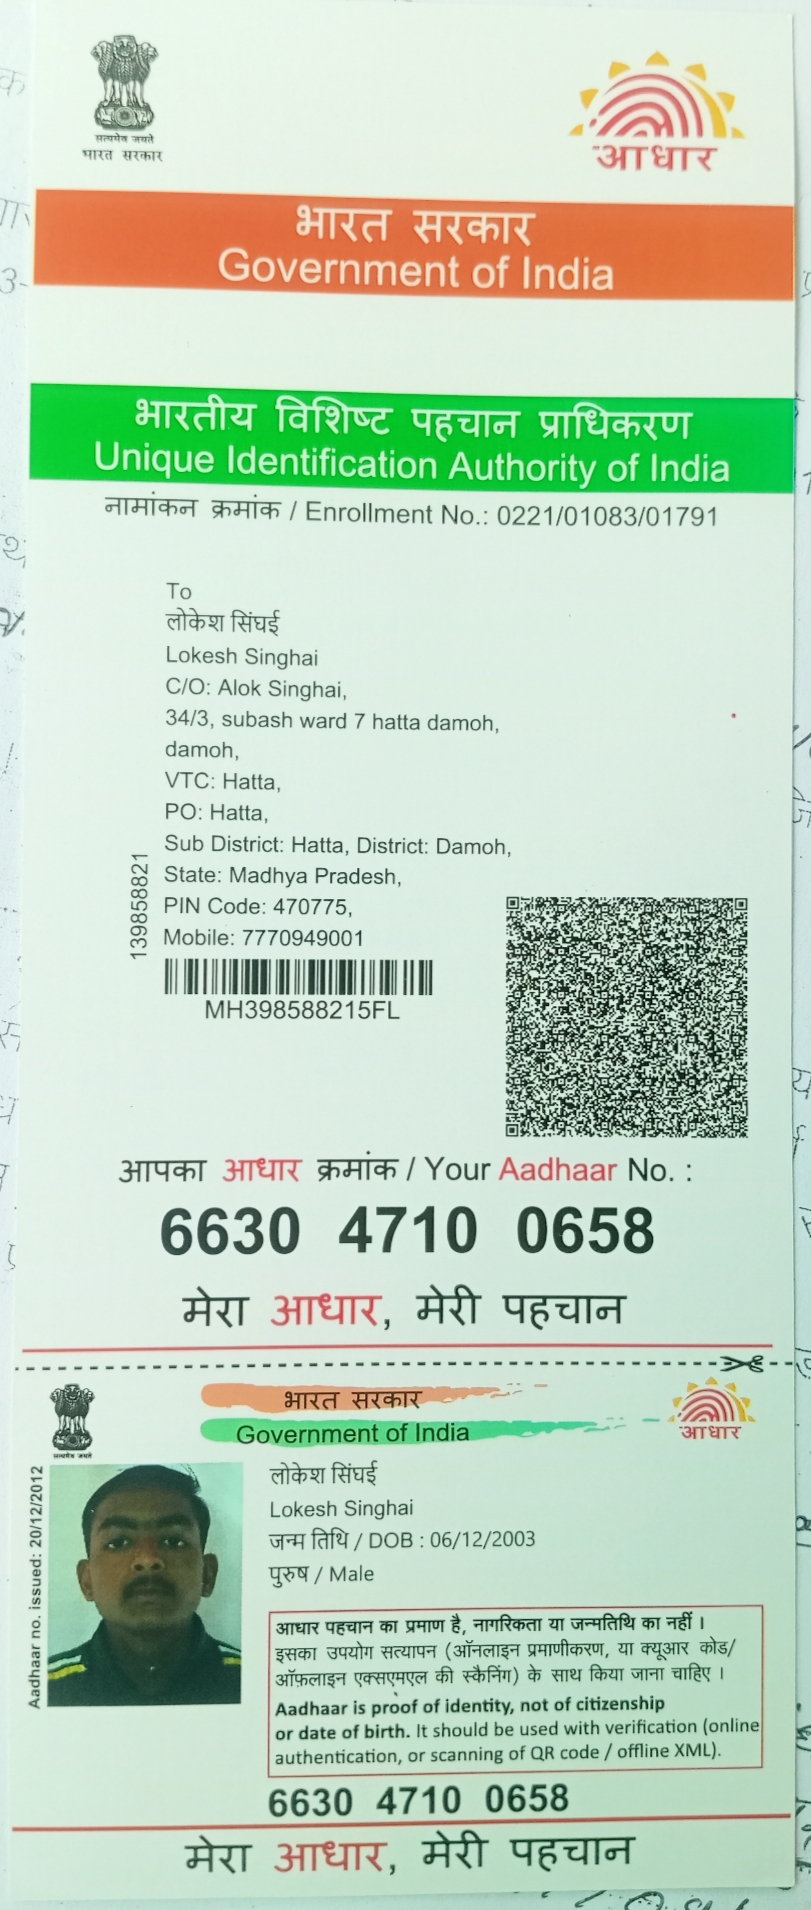 सत्यमेव जयते
भारत सरकार
आधार
भारत सरकार
Government of India
भारतीय विशिष्ट पहचान प्राधिकरण
Unique Identification Authority of India
नामांकन क्रमांक / Enrollment No.: 0221/01083/01791
To
लोकेश सिंघई
Lokesh Singhai
C/O: Alok Singhai,
34/3, subash ward 7 hatta damoh,
damoh,
VTC: Hatta,
PO: Hatta,
Sub District: Hatta, District: Damoh,
State: Madhya Pradesh,
PIN Code: 470775,
Mobile: 7770949001
139858821
MH398588215FL
आपका आधार क्रमांक / Your Aadhaar No. :
6630 4710 0658
मेरा आधार, मेरी पहचान
भारत सरकार
Government of India
सत्यमेव जयते
आधार
Aadhaar no. issued: 20/12/2012
लोकेश सिंघई
Lokesh Singhai
जन्म तिथि / DOB : 06/12/2003
पुरुष / Male
आधार पहचान का प्रमाण है, नागरिकता या जन्मतिथि का नहीं ।
इसका उपयोग सत्यापन (ऑनलाइन प्रमाणीकरण, या क्यूआर कोड/
ऑफ़लाइन एक्सएमएल की स्कैनिंग) के साथ किया जाना चाहिए ।
Aadhaar is proof of identity, not of citizenship
or date of birth. It should be used with verification (online
authentication, or scanning of QR code / offline XML).
6630 4710 0658
मेरा आधार, मेरी पहचान